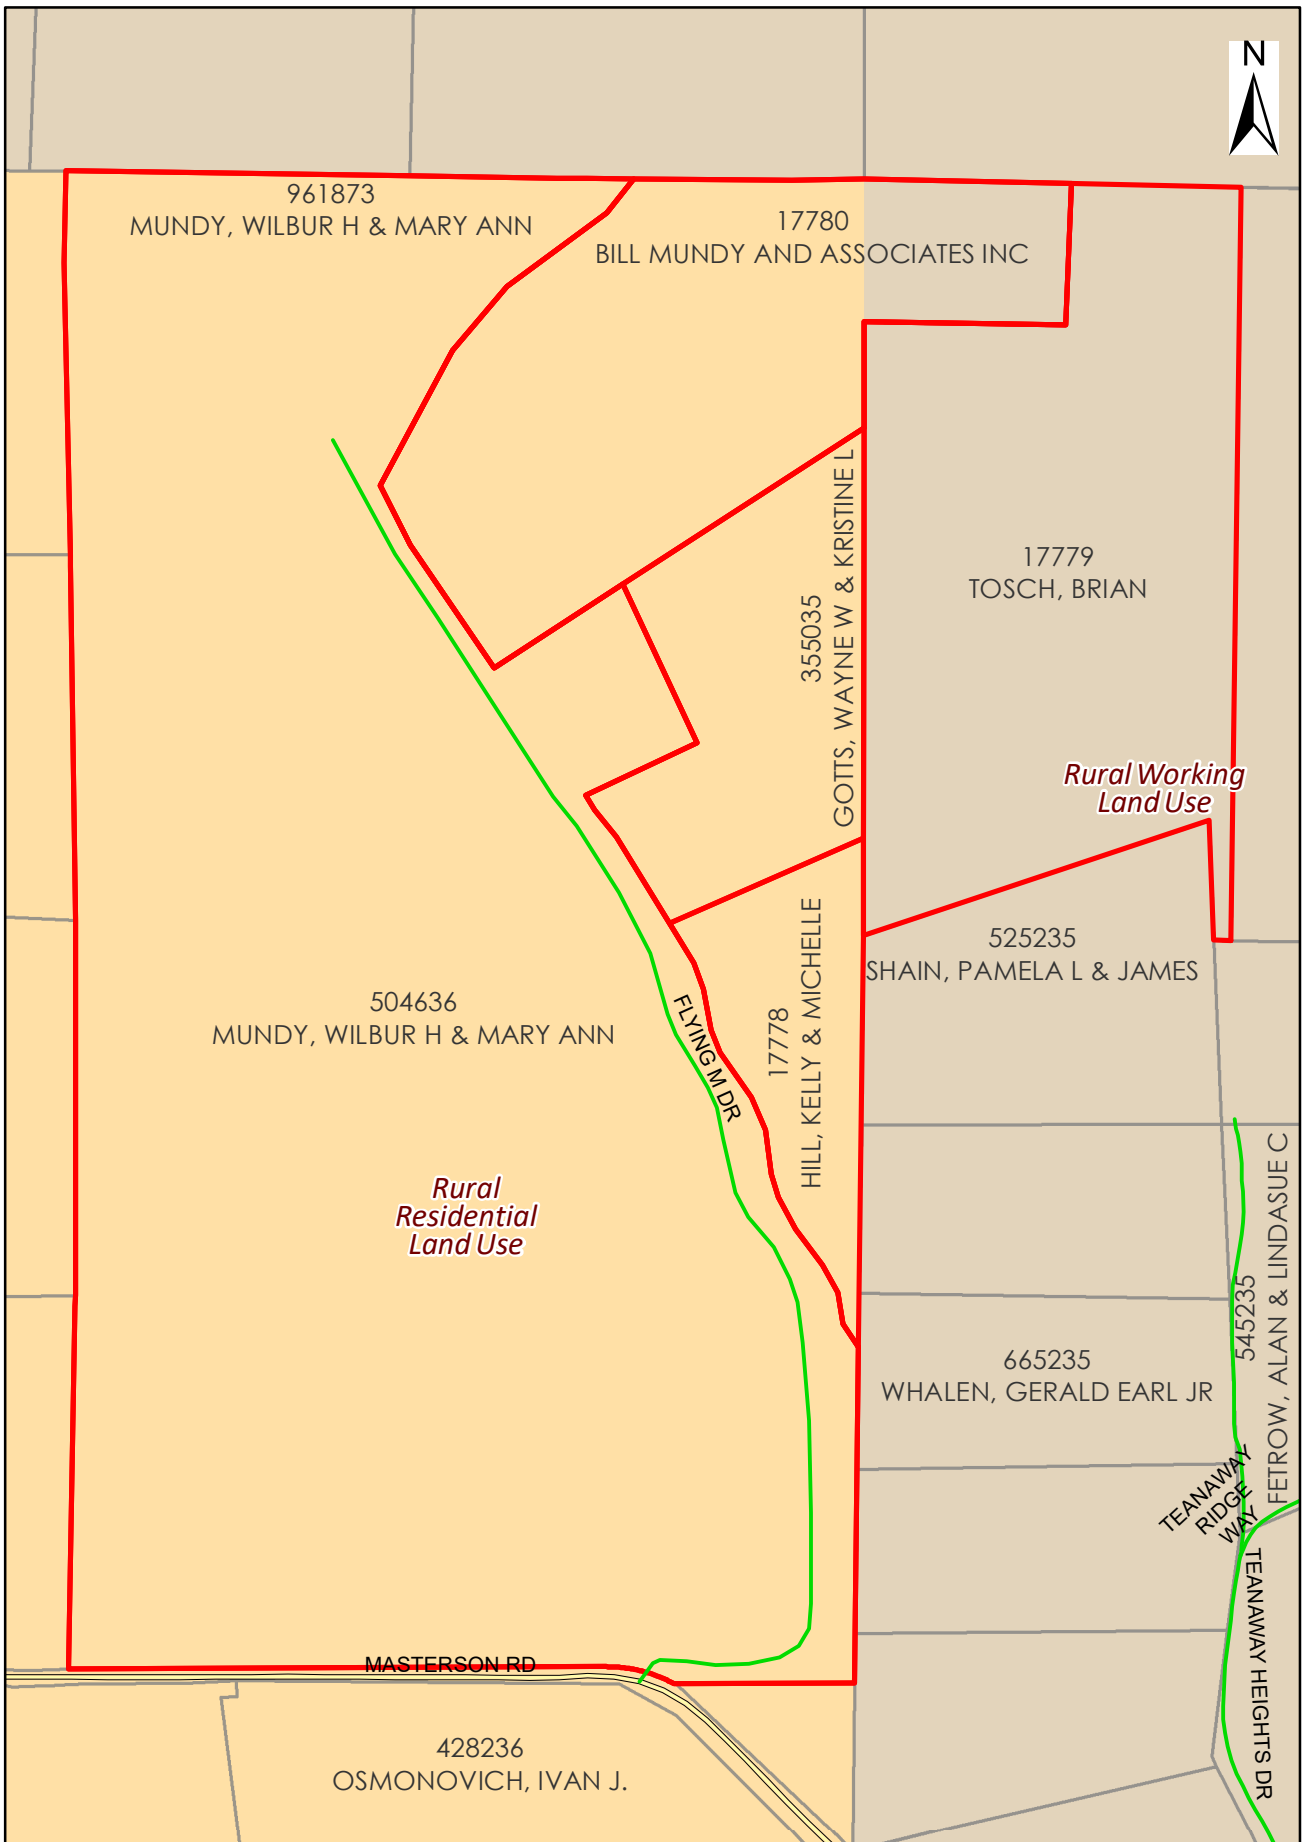 N
961873
MUNDY, WILBUR H & MARY ANN
17780
BILL MUNDY AND ASSOCIATES INC
355035
GOTTS, WAYNE W & KRISTINE L
17779
TOSCH, BRIAN
Rural Working
Land Use
525235
SHAIN, PAMELA L & JAMES
504636
MUNDY, WILBUR H & MARY ANN
FLYING M DR
17778
HILL, KELLY & MICHELLE
Rural
Residential
Land Use
545235
FETROW, ALAN & LINDASUE C
665235
WHALEN, GERALD EARL JR
TEANAWAY
RIDGE
WAY
TEANAWAY HEIGHTS DR
MASTERSON RD
428236
OSMONOVICH, IVAN J.